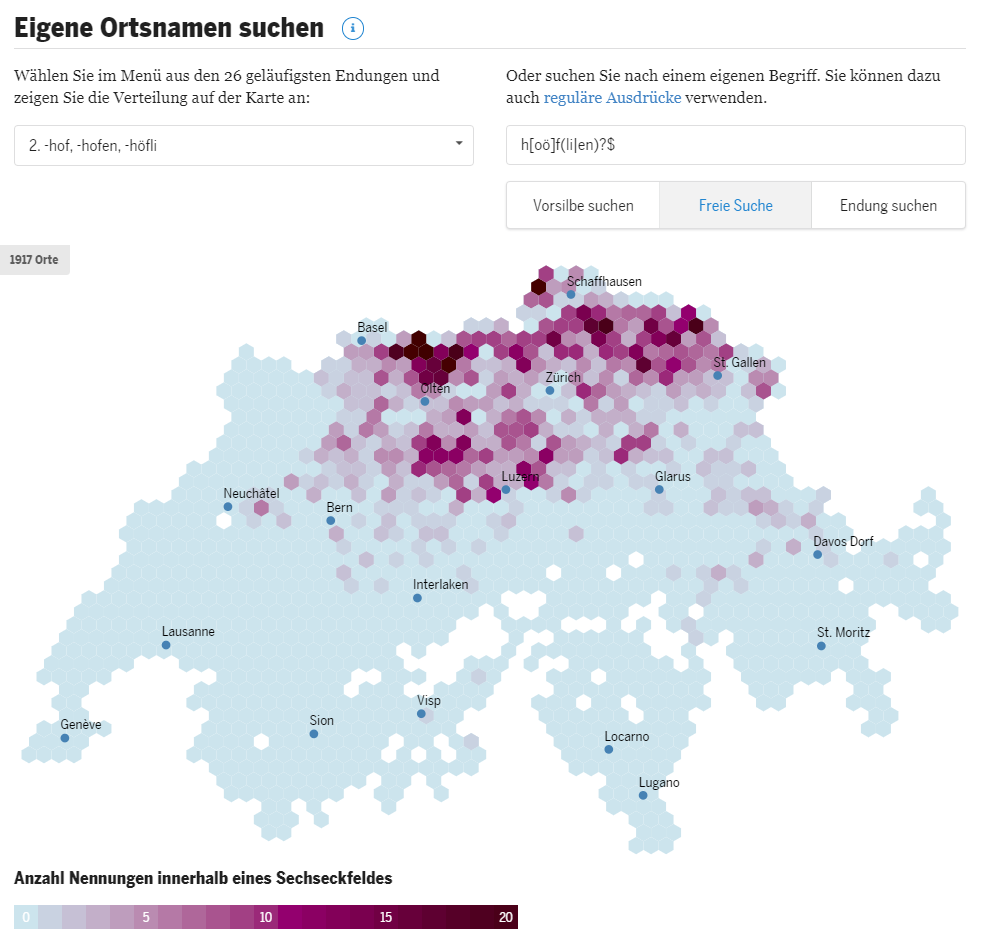 Eigene Ortsnamen suchen
i
Wählen Sie im Menü aus den 26 geläufigsten Endungen und
zeigen Sie die Verteilung auf der Karte an:
2. -hof, -hofen, -höfli
Oder suchen Sie nach einem eigenen Begriff. Sie können dazu
auch reguläre Ausdrücke verwenden.
h[oö]f(li|en)?$
Vorsilbe suchen
Freie Suche
Endung suchen
1917 Orte
Schaffhausen
Basel
St. Gallen
Zürich
Olten
Luzern
Glarus
Neuchâtel
Bern
Davos Dorf
Interlaken
Lausanne
St. Moritz
Visp
Sion
Genève
Locarno
Lugano
Anzahl Nennungen innerhalb eines Sechseckfeldes
0 5 10 15 20